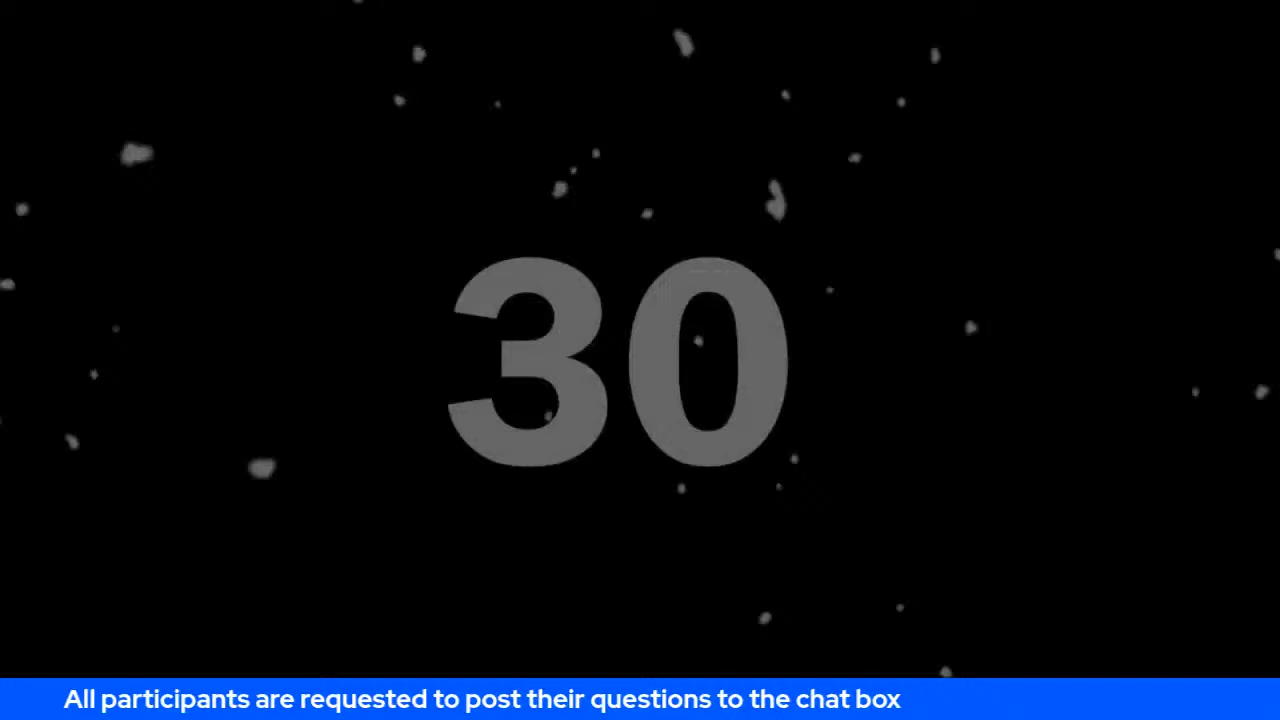 30
All participants are requested to post their questions to the chat box